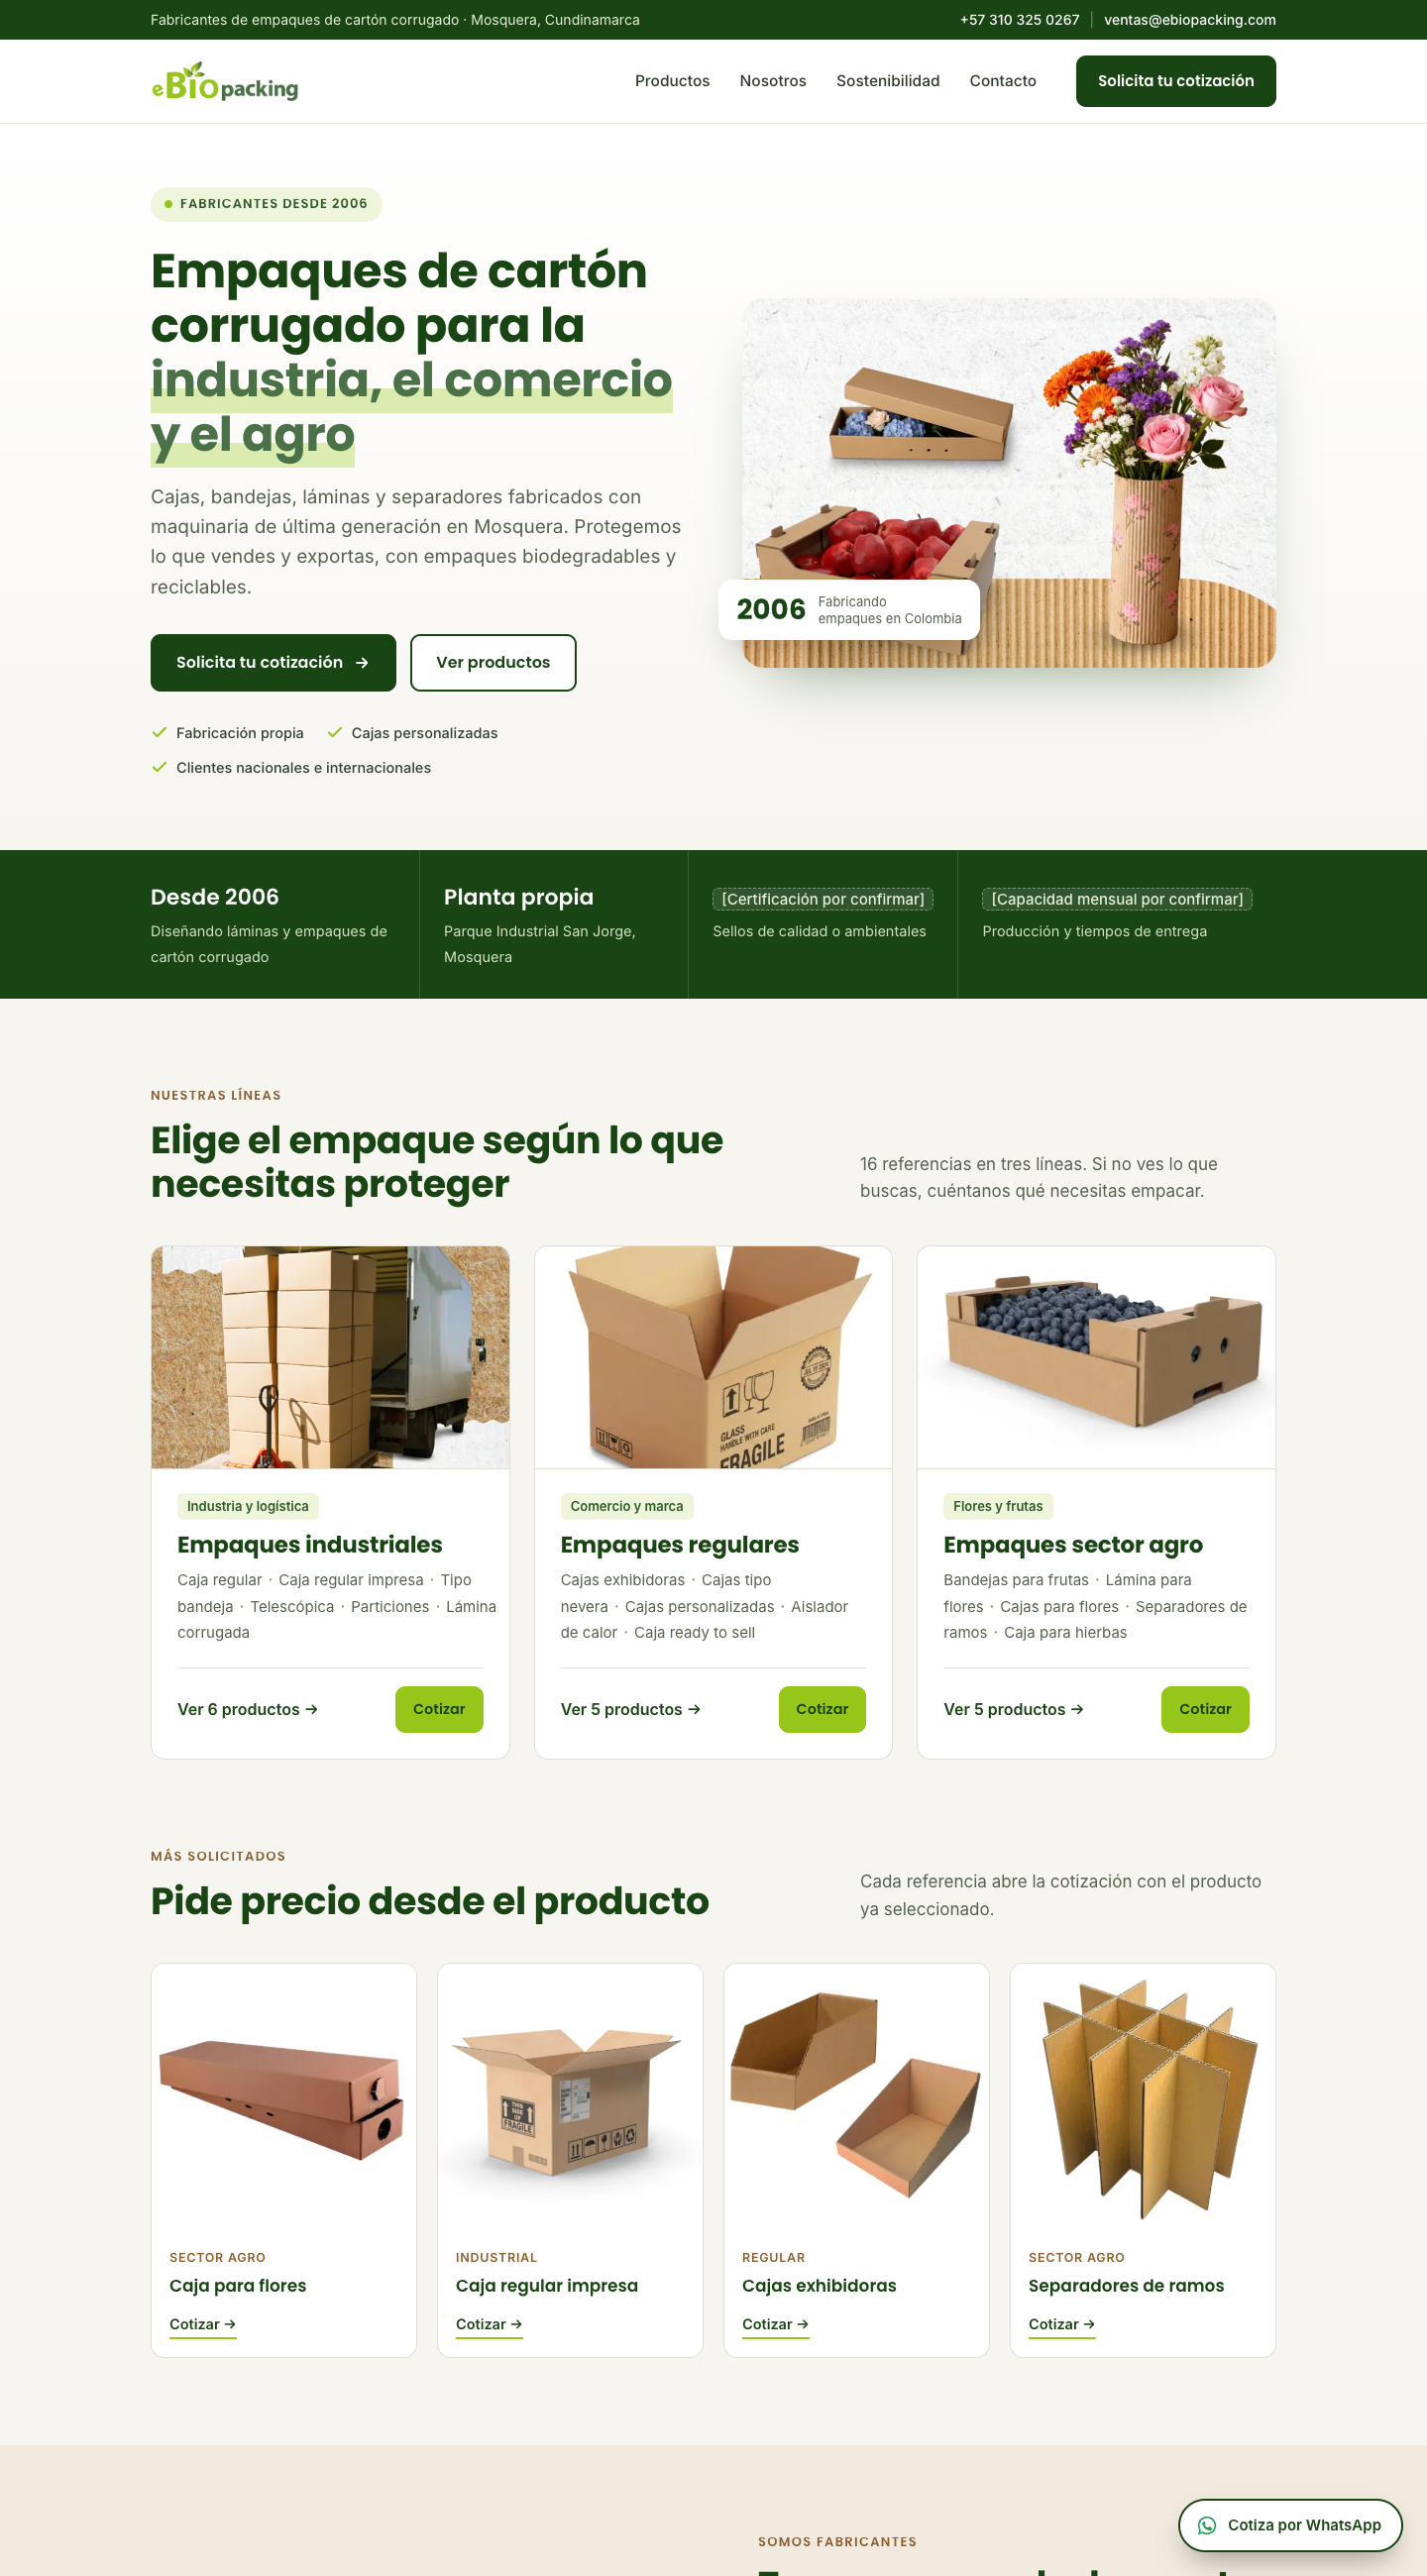 Fabricantes de empaques de cartón corrugado · Mosquera, Cundinamarca
+57 310 325 0267
ventas@ebiopacking.com
eBiopacking
Productos
Nosotros
Sostenibilidad
Contacto
Solicita tu cotización
FABRICANTES DESDE 2006
Empaques de cartón
corrugado para la
industria, el comercio
y el agro
Cajas, bandejas, láminas y separadores fabricados con
maquinaria de última generación en Mosquera. Protegemos
lo que vendes y exportas, con empaques biodegradables y
reciclables.
Solicita tu cotización →
Ver productos
Fabricación propia
Cajas personalizadas
Clientes nacionales e internacionales
2006
Fabricando
empaques en Colombia
Desde 2006
Diseñando láminas y empaques de
cartón corrugado
Planta propia
Parque Industrial San Jorge,
Mosquera
[Certificación por confirmar]
Sellos de calidad o ambientales
[Capacidad mensual por confirmar]
Producción y tiempos de entrega
NUESTRAS LÍNEAS
Elige el empaque según lo que
necesitas proteger
16 referencias en tres líneas. Si no ves lo que
buscas, cuéntanos qué necesitas empacar.
GLASS
HANDLE WITH CARE
FRAGILE
Industria y logística
Empaques industriales
Caja regular · Caja regular impresa · Tipo
bandeja · Telescópica · Particiones · Lámina
corrugada
Ver 6 productos →
Cotizar
Comercio y marca
Empaques regulares
Cajas exhibidoras · Cajas tipo
nevera · Cajas personalizadas · Aislador
de calor · Caja ready to sell
Ver 5 productos →
Cotizar
Flores y frutas
Empaques sector agro
Bandejas para frutas · Lámina para
flores · Cajas para flores · Separadores de
ramos · Caja para hierbas
Ver 5 productos →
Cotizar
MÁS SOLICITADOS
Pide precio desde el producto
Cada referencia abre la cotización con el producto
ya seleccionado.
THIS
SIDE
UP
FRAGILE
SECTOR AGRO
Caja para flores
Cotizar →
INDUSTRIAL
Caja regular impresa
Cotizar →
REGULAR
Cajas exhibidoras
Cotizar →
SECTOR AGRO
Separadores de ramos
Cotizar →
SOMOS FABRICANTES
Cotiza por WhatsApp